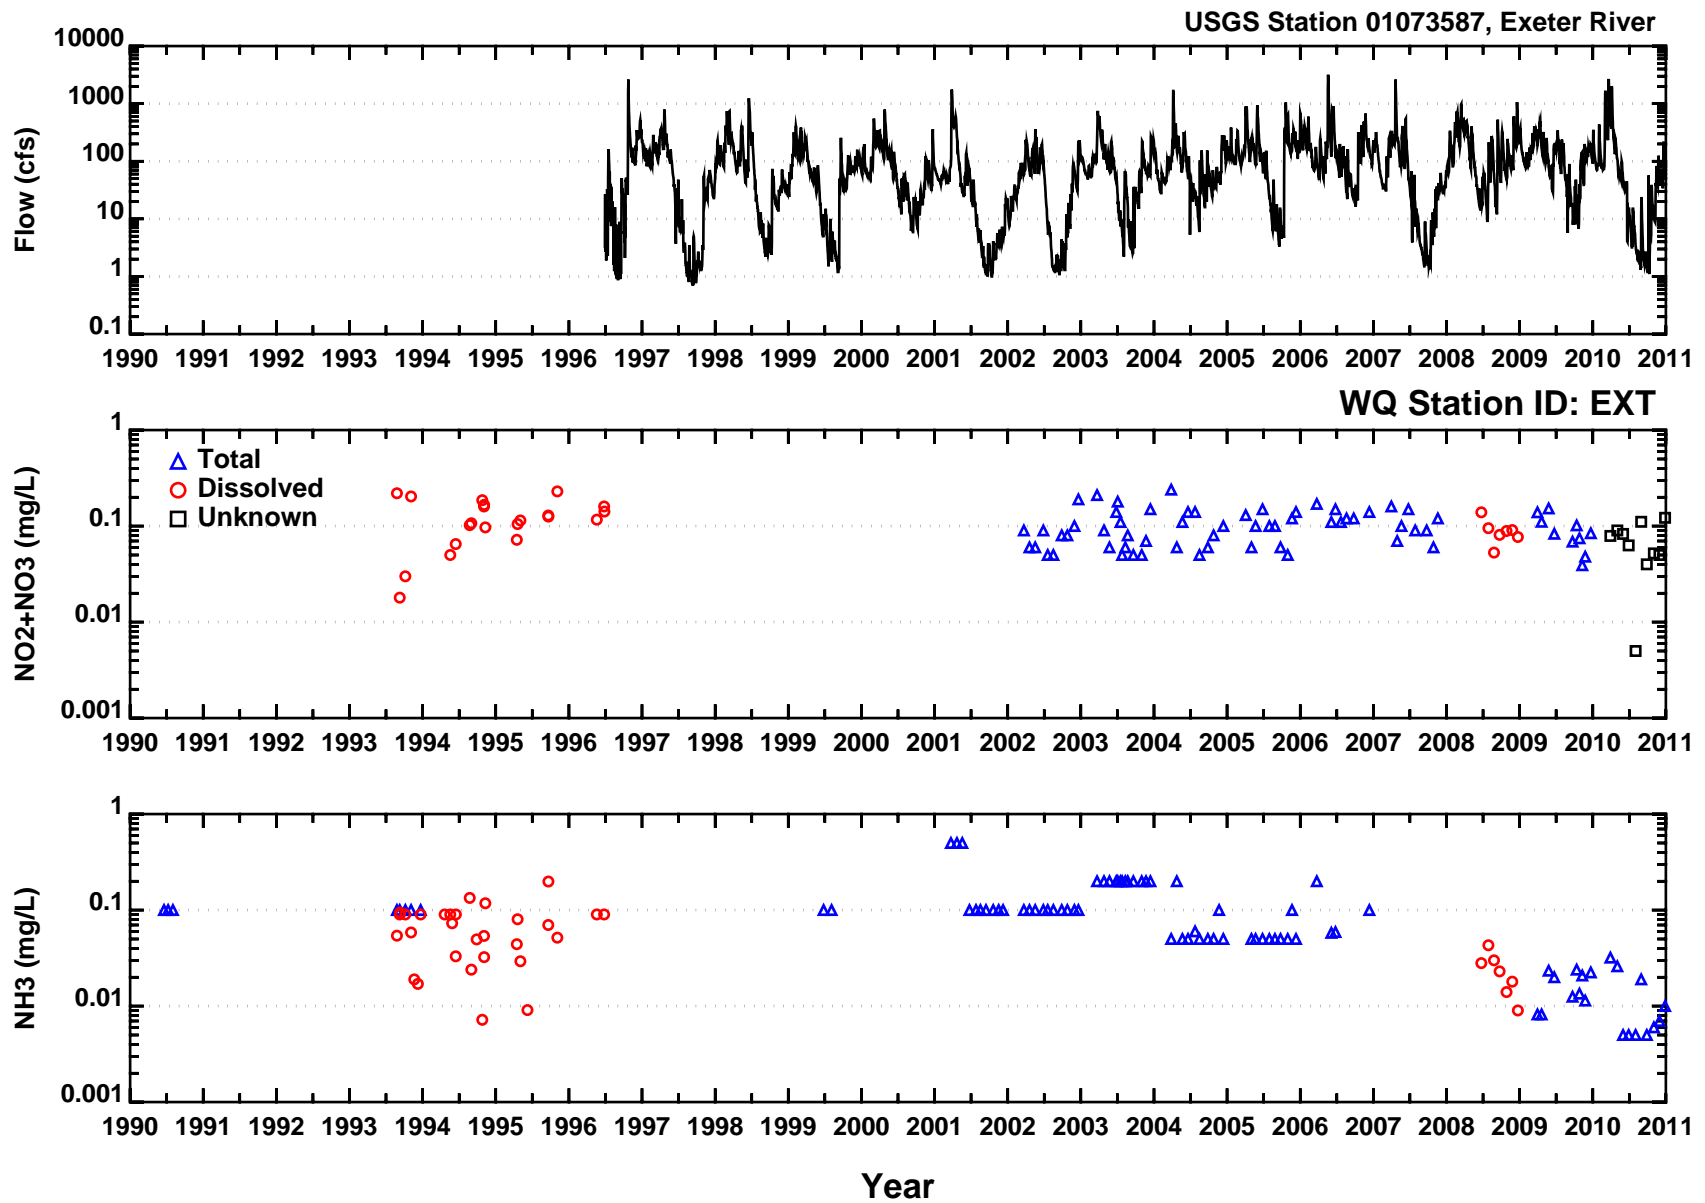 USGS Station 01073587, Exeter River
Flow (cfs)
10000
1000
100
10
1
0.1
1990 1991 1992 1993 1994 1995 1996 1997 1998 1999 2000 2001 2002 2003 2004 2005 2006 2007 2008 2009 2010 2011
WQ Station ID: EXT
NO2+NO3 (mg/L)
1
0.1
0.01
0.001
Total
Dissolved
Unknown
1990 1991 1992 1993 1994 1995 1996 1997 1998 1999 2000 2001 2002 2003 2004 2005 2006 2007 2008 2009 2010 2011
NH3 (mg/L)
1
0.1
0.01
0.001
1990 1991 1992 1993 1994 1995 1996 1997 1998 1999 2000 2001 2002 2003 2004 2005 2006 2007 2008 2009 2010 2011
Year